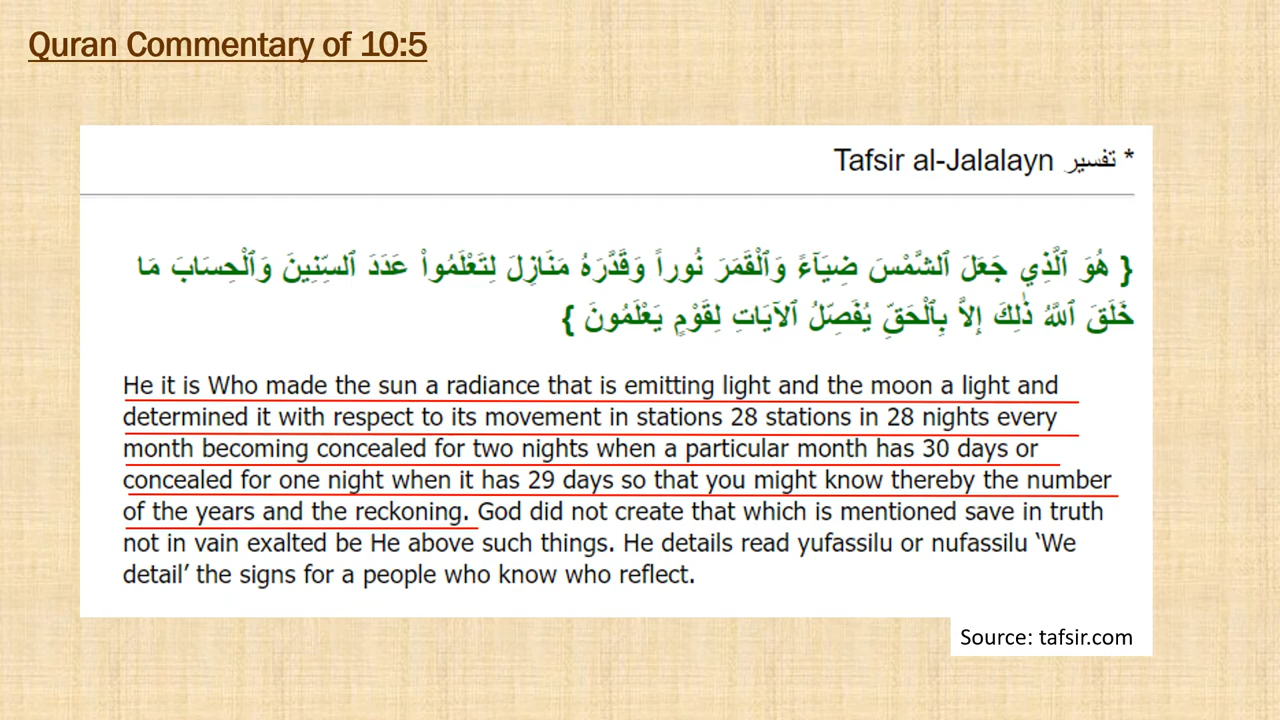 Quran Commentary of 10:5
* تفسير Tafsir al-Jalalayn
{ هُوَ ٱلَّذِي جَعَلَ ٱلشَّمْسَ ضِيَآءً وَٱلْقَمَرَ نُوراً وَقَدَّرَهُ مَنَازِلَ لِتَعْلَمُواْ عَدَدَ ٱلسِّنِينَ وَٱلْحِسَابَ مَا
خَلَقَ ٱللَّهُ ذٰلِكَ إِلاَّ بِٱلْحَقِّ يُفَصِّلُ ٱلآيَاتِ لِقَوْمٍ يَعْلَمُونَ }
He it is Who made the sun a radiance that is emitting light and the moon a light and
determined it with respect to its movement in stations 28 stations in 28 nights every
month becoming concealed for two nights when a particular month has 30 days or
concealed for one night when it has 29 days so that you might know thereby the number
of the years and the reckoning. God did not create that which is mentioned save in truth
not in vain exalted be He above such things. He details read yufassilu or nufassilu ‘We
detail’ the signs for a people who know who reflect.
Source: tafsir.com